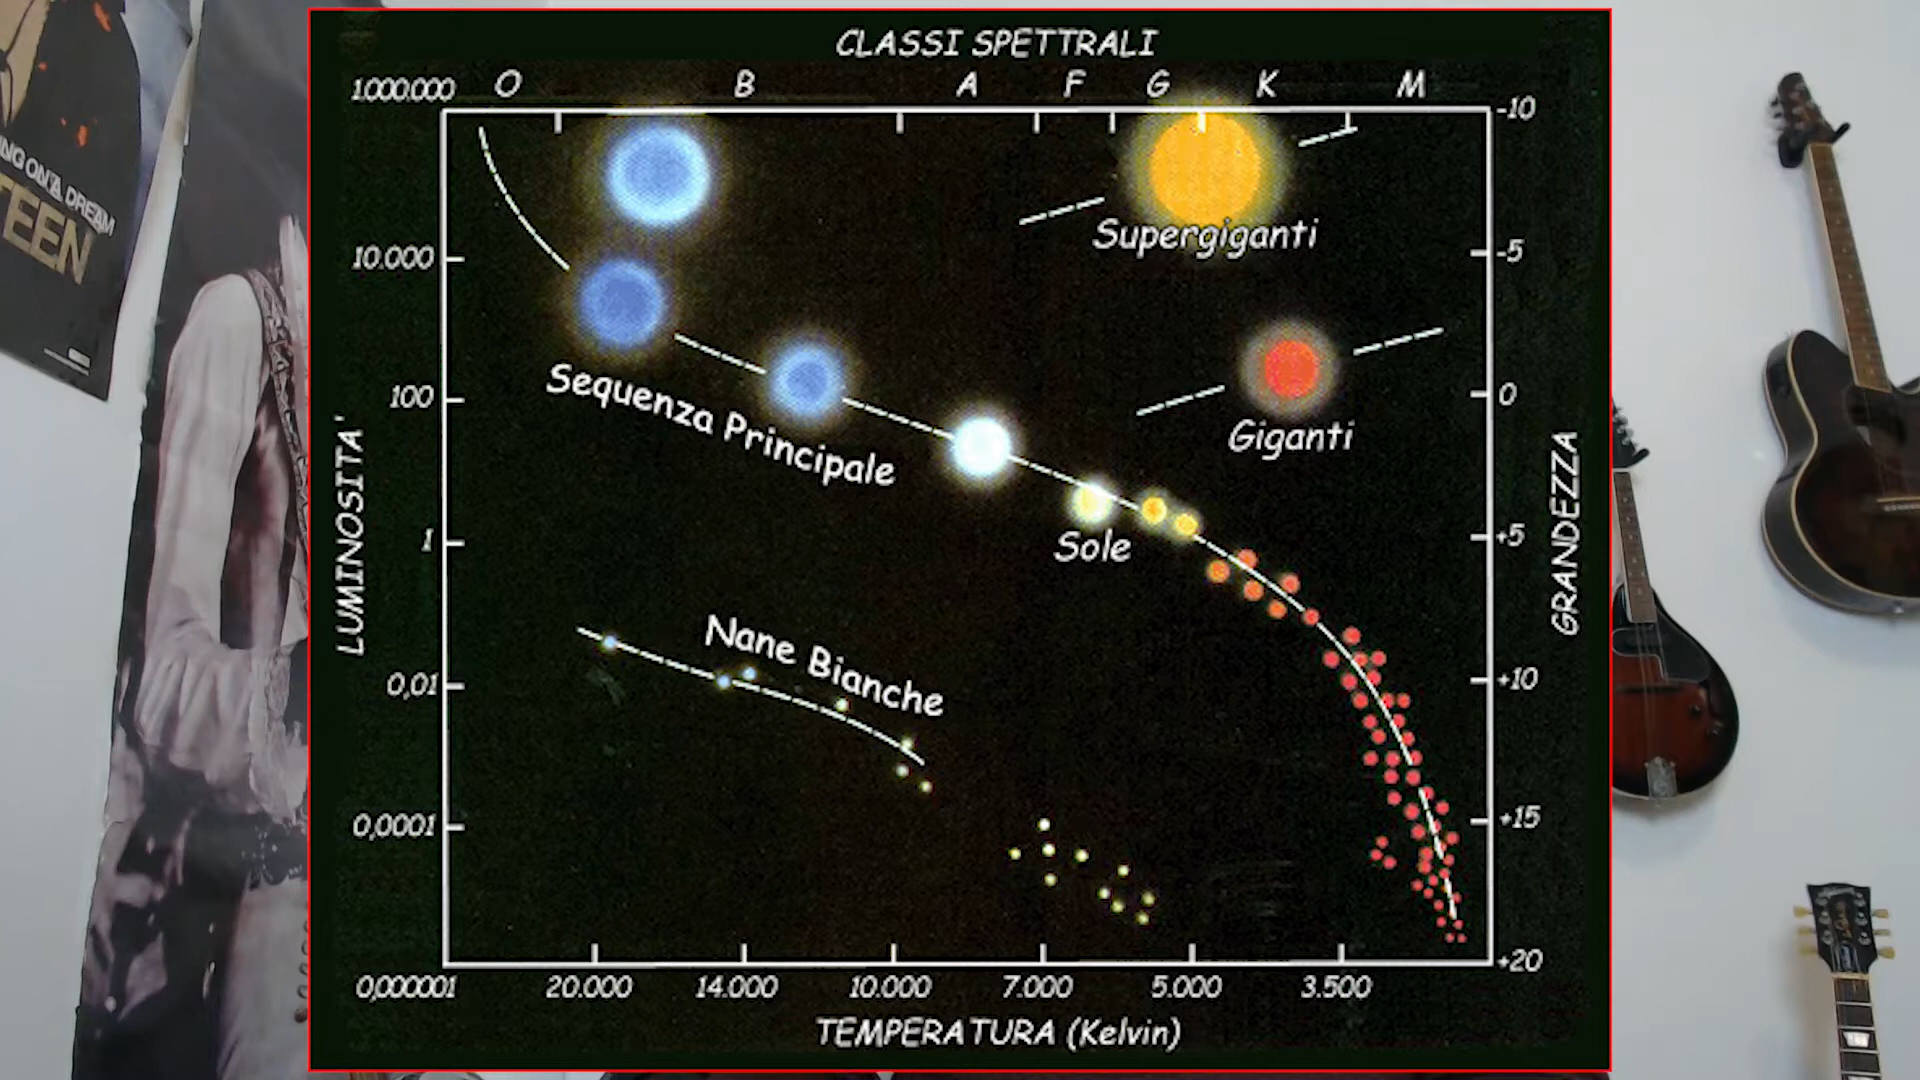 NG ON A DREAM
TEEN
CLASSI SPETTRALI
O B A F G K M
1.000.000
10.000
100
1
0,01
0,0001
0,000001
LUMINOSITA'
-10
-5
0
+5
+10
+15
+20
GRANDEZZA
Supergiganti
Giganti
Sequenza Principale
Sole
Nane Bianche
20.000 14.000 10.000 7.000 5.000 3.500
TEMPERATURA (Kelvin)